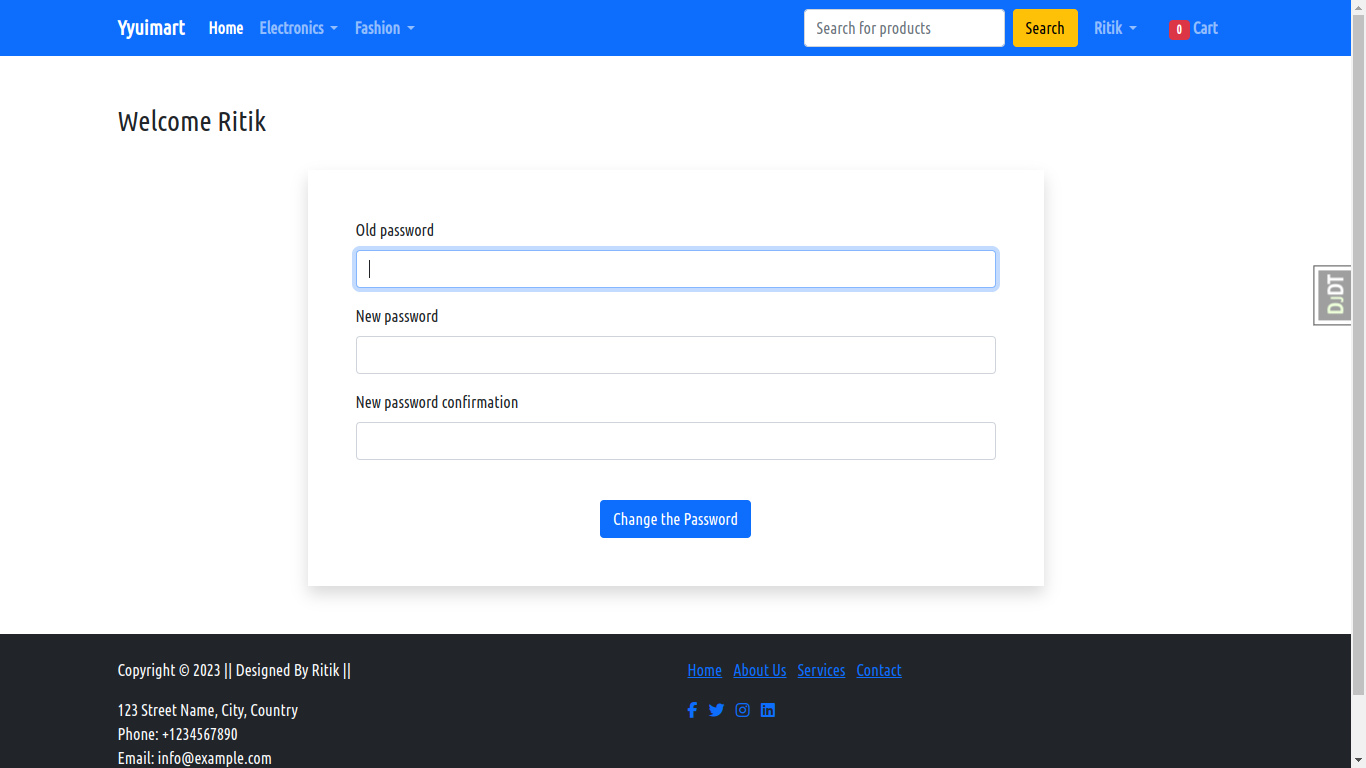 Yyuimart Home Electronics Fashion Search for products Search Ritik 0 Cart
Welcome Ritik
Old password
DJDT
New password
New password confirmation
Change the Password
Copyright © 2023 || Designed By Ritik ||
Home About Us Services Contact
123 Street Name, City, Country
Phone: +1234567890
Email: info@example.com